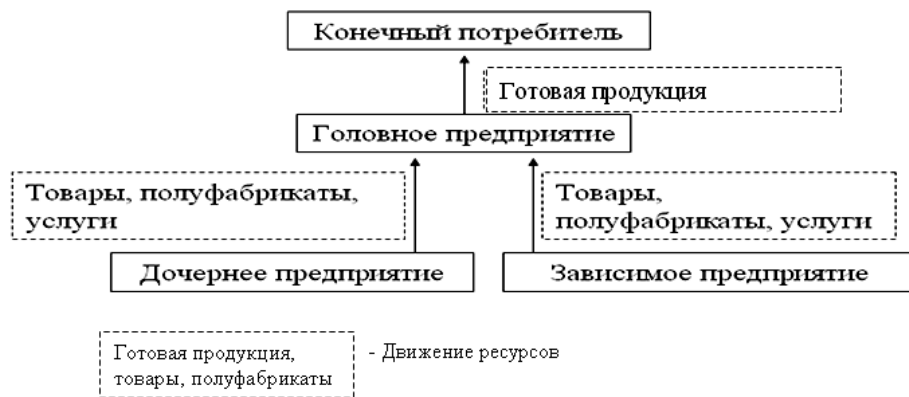 Конечный потребитель
Готовая продукция
Головное предприятие
Товары, полуфабрикаты,
услуги
Товары,
полуфабрикаты, услуги
Дочернее предприятие
Зависимое предприятие
Готовая продукция,
товары, полуфабрикаты
- Движение ресурсов